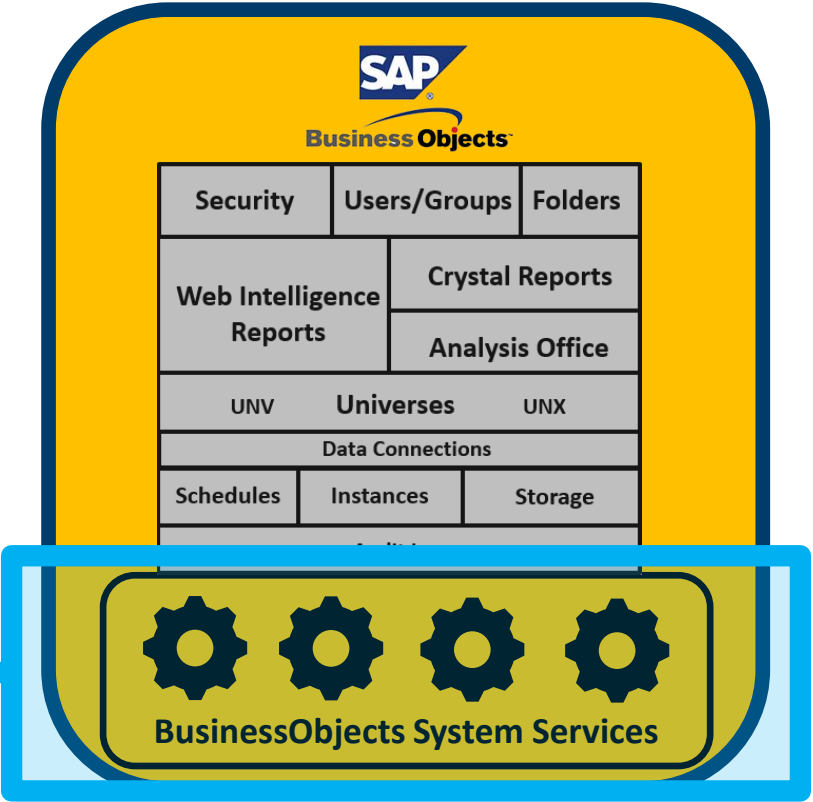 SAP
®
Business Objects™
Security Users/Groups Folders
Web Intelligence
Reports
Crystal Reports
Analysis Office
UNV Universes UNX
Data Connections
Schedules Instances Storage
BusinessObjects System Services